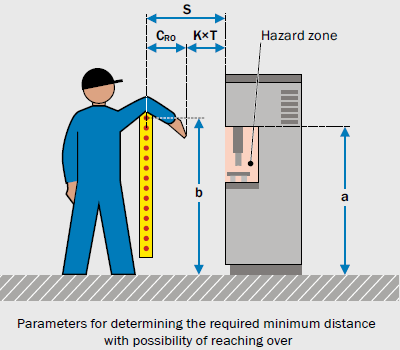 S
CRO K×T
Hazard zone
b
a
Parameters for determining the required minimum distance
with possibility of reaching over